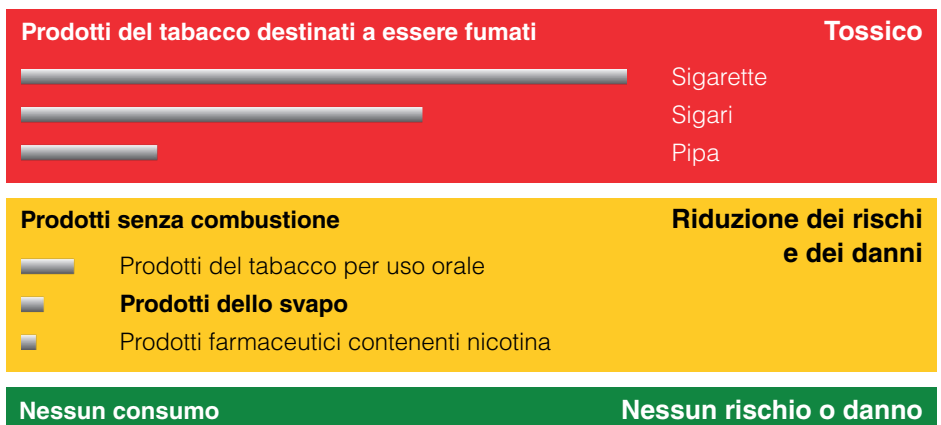 Prodotti del tabacco destinati a essere fumati
Tossico
Sigarette
Sigari
Pipa
Prodotti senza combustione
Riduzione dei rischi
e dei danni
Prodotti del tabacco per uso orale
Prodotti dello svapo
Prodotti farmaceutici contenenti nicotina
Nessun consumo
Nessun rischio o danno